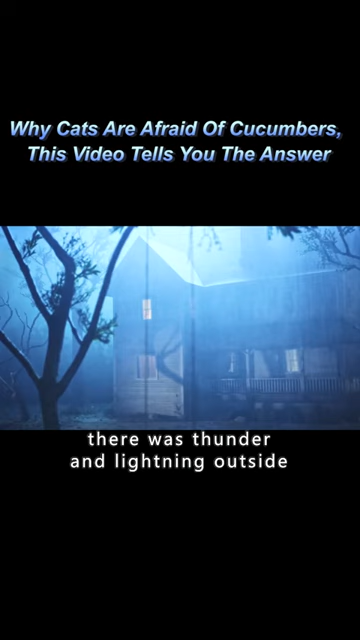 Why Cats Are Afraid Of Cucumbers,
This Video Tells You The Answer
there was thunder
and lightning outside